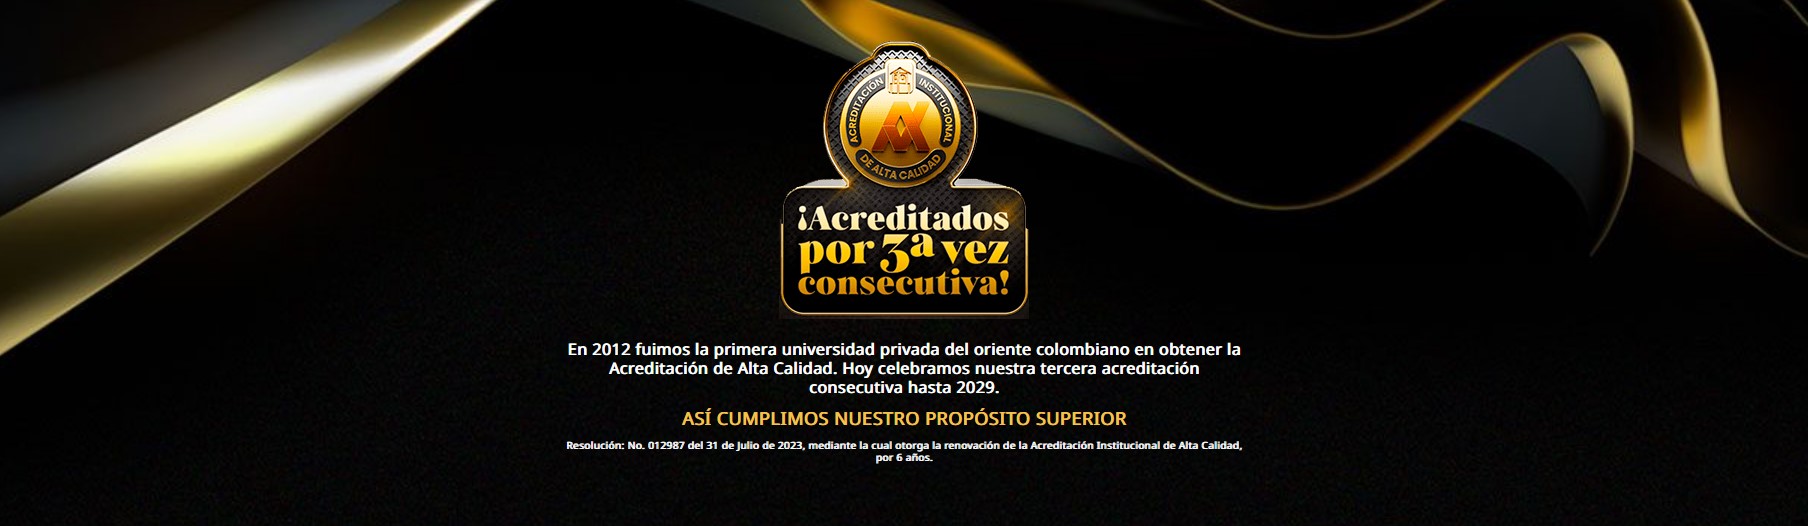 ACREDITACIÓN INSTITUCIONAL
DE ALTA CALIDAD
¡Acreditados
por 3ª vez
consecutiva!
En 2012 fuimos la primera universidad privada del oriente colombiano en obtener la
Acreditación de Alta Calidad. Hoy celebramos nuestra tercera acreditación
consecutiva hasta 2029.
ASÍ CUMPLIMOS NUESTRO PROPÓSITO SUPERIOR
Resolución: No. 012987 del 31 de Julio de 2023, mediante la cual otorga la renovación de la Acreditación Institucional de Alta Calidad,
por 6 años.